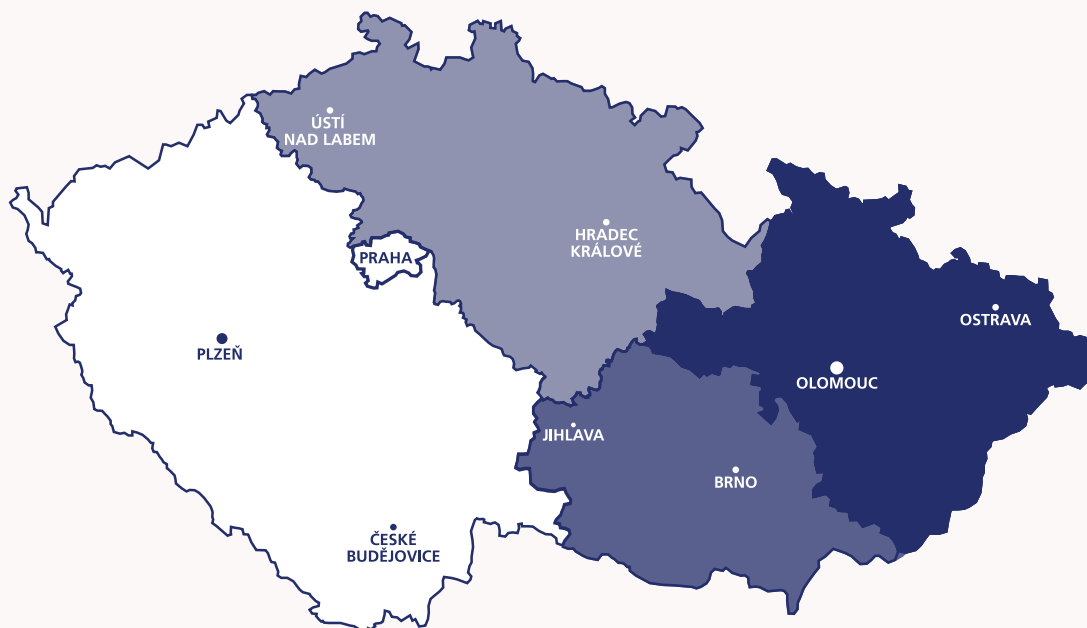 ÚSTÍ
NAD LABEM
HRADEC
KRÁLOVÉ
PRAHA
OSTRAVA
PLZEŇ
OLOMOUC
JIHLAVA
BRNO
ČESKÉ
BUDĚJOVICE